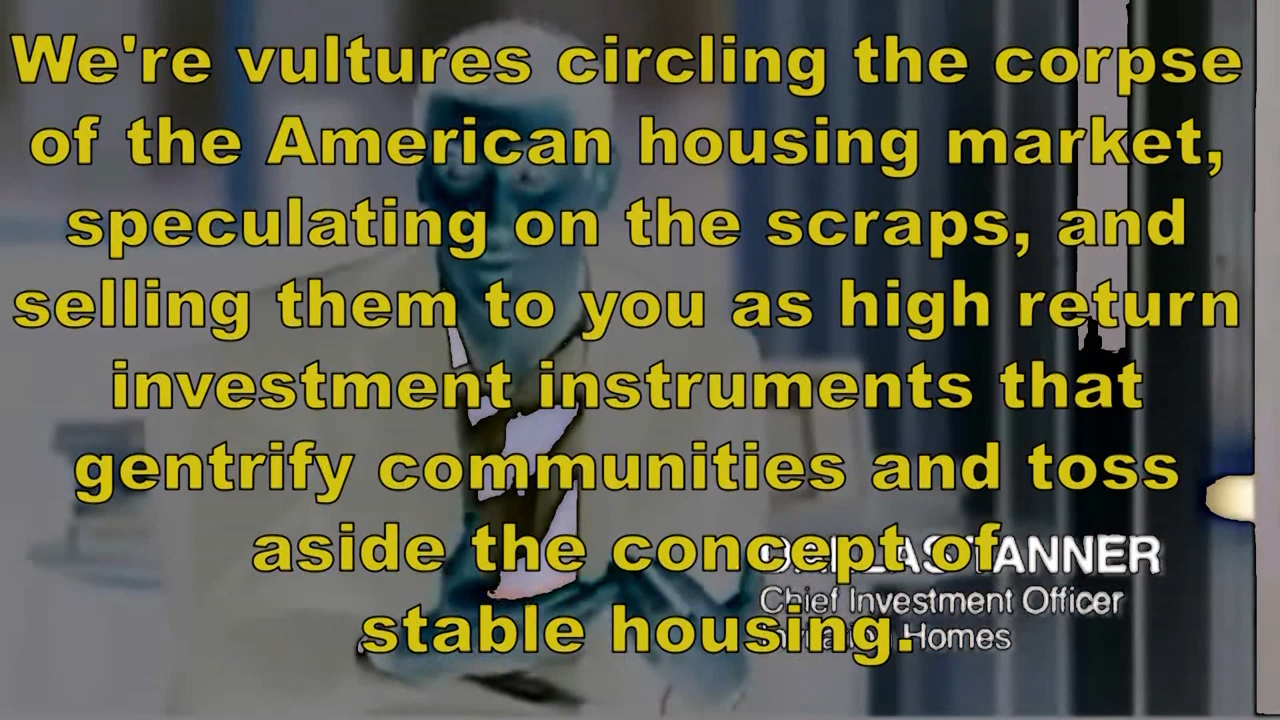 We're vultures circling the corpse
of the American housing market,
speculating on the scraps, and
selling them to you as high return
investment instruments that
gentrify communities and toss
aside the concept of
stable housing.
TANNER
Chief Investment Officer
Homes